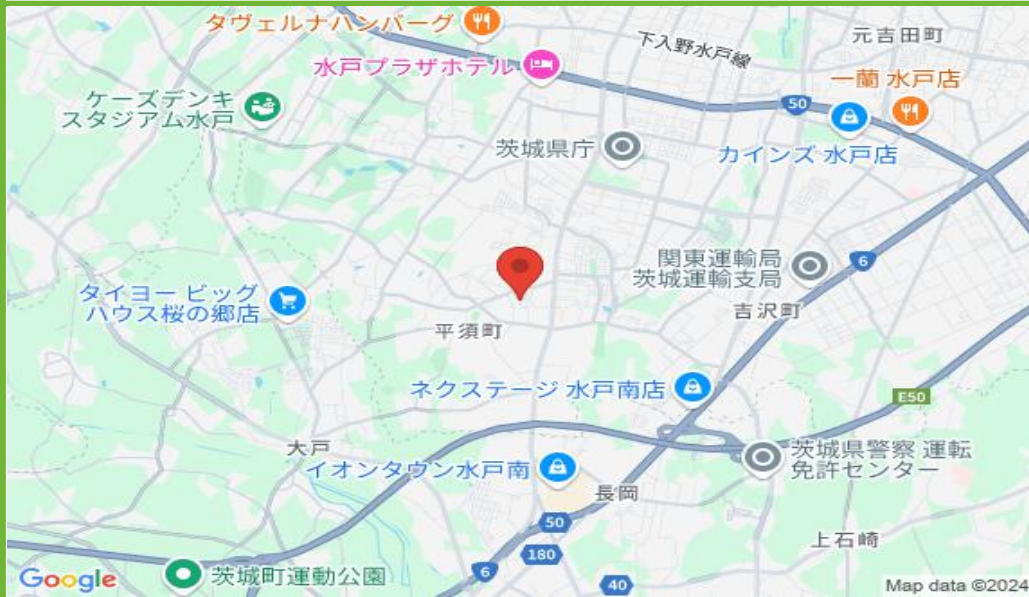 タヴェルナハンバーグ
下入野水戸線
元吉田町
水戸プラザホテル
一蘭 水戸店
ケーズデンキ
スタジアム水戸
50
茨城県庁
カインズ 水戸店
関東運輸局
茨城運輸支局
6
タイヨー ビッグ
ハウス桜の郷店
吉沢町
平須町
ネクステージ 水戸南店
E50
大戸
茨城県警察 運転
免許センター
イオンタウン水戸南
長岡
50
上石崎
180
6
茨城町運動公園
40
Google
Map data ©2024